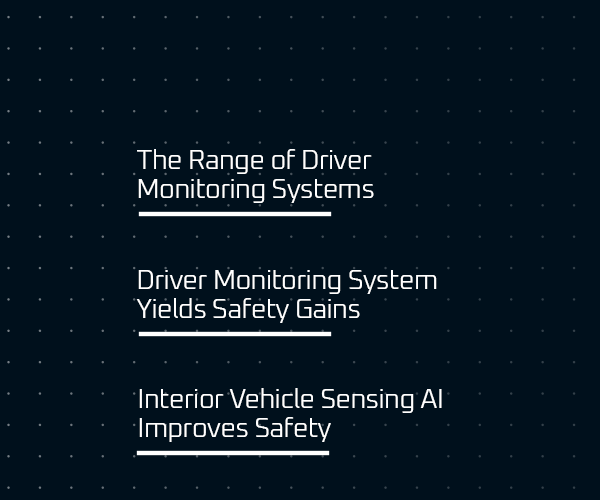 The Range of Driver
Monitoring Systems
Driver Monitoring System
Yields Safety Gains
Interior Vehicle Sensing AI
Improves Safety